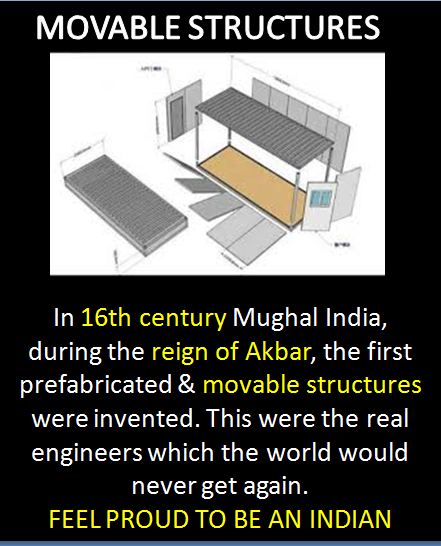 MOVABLE STRUCTURES
In 16th century Mughal India,
during the reign of Akbar, the first
prefabricated & movable structures
were invented. This were the real
engineers which the world would
never get again.
FEEL PROUD TO BE AN INDIAN